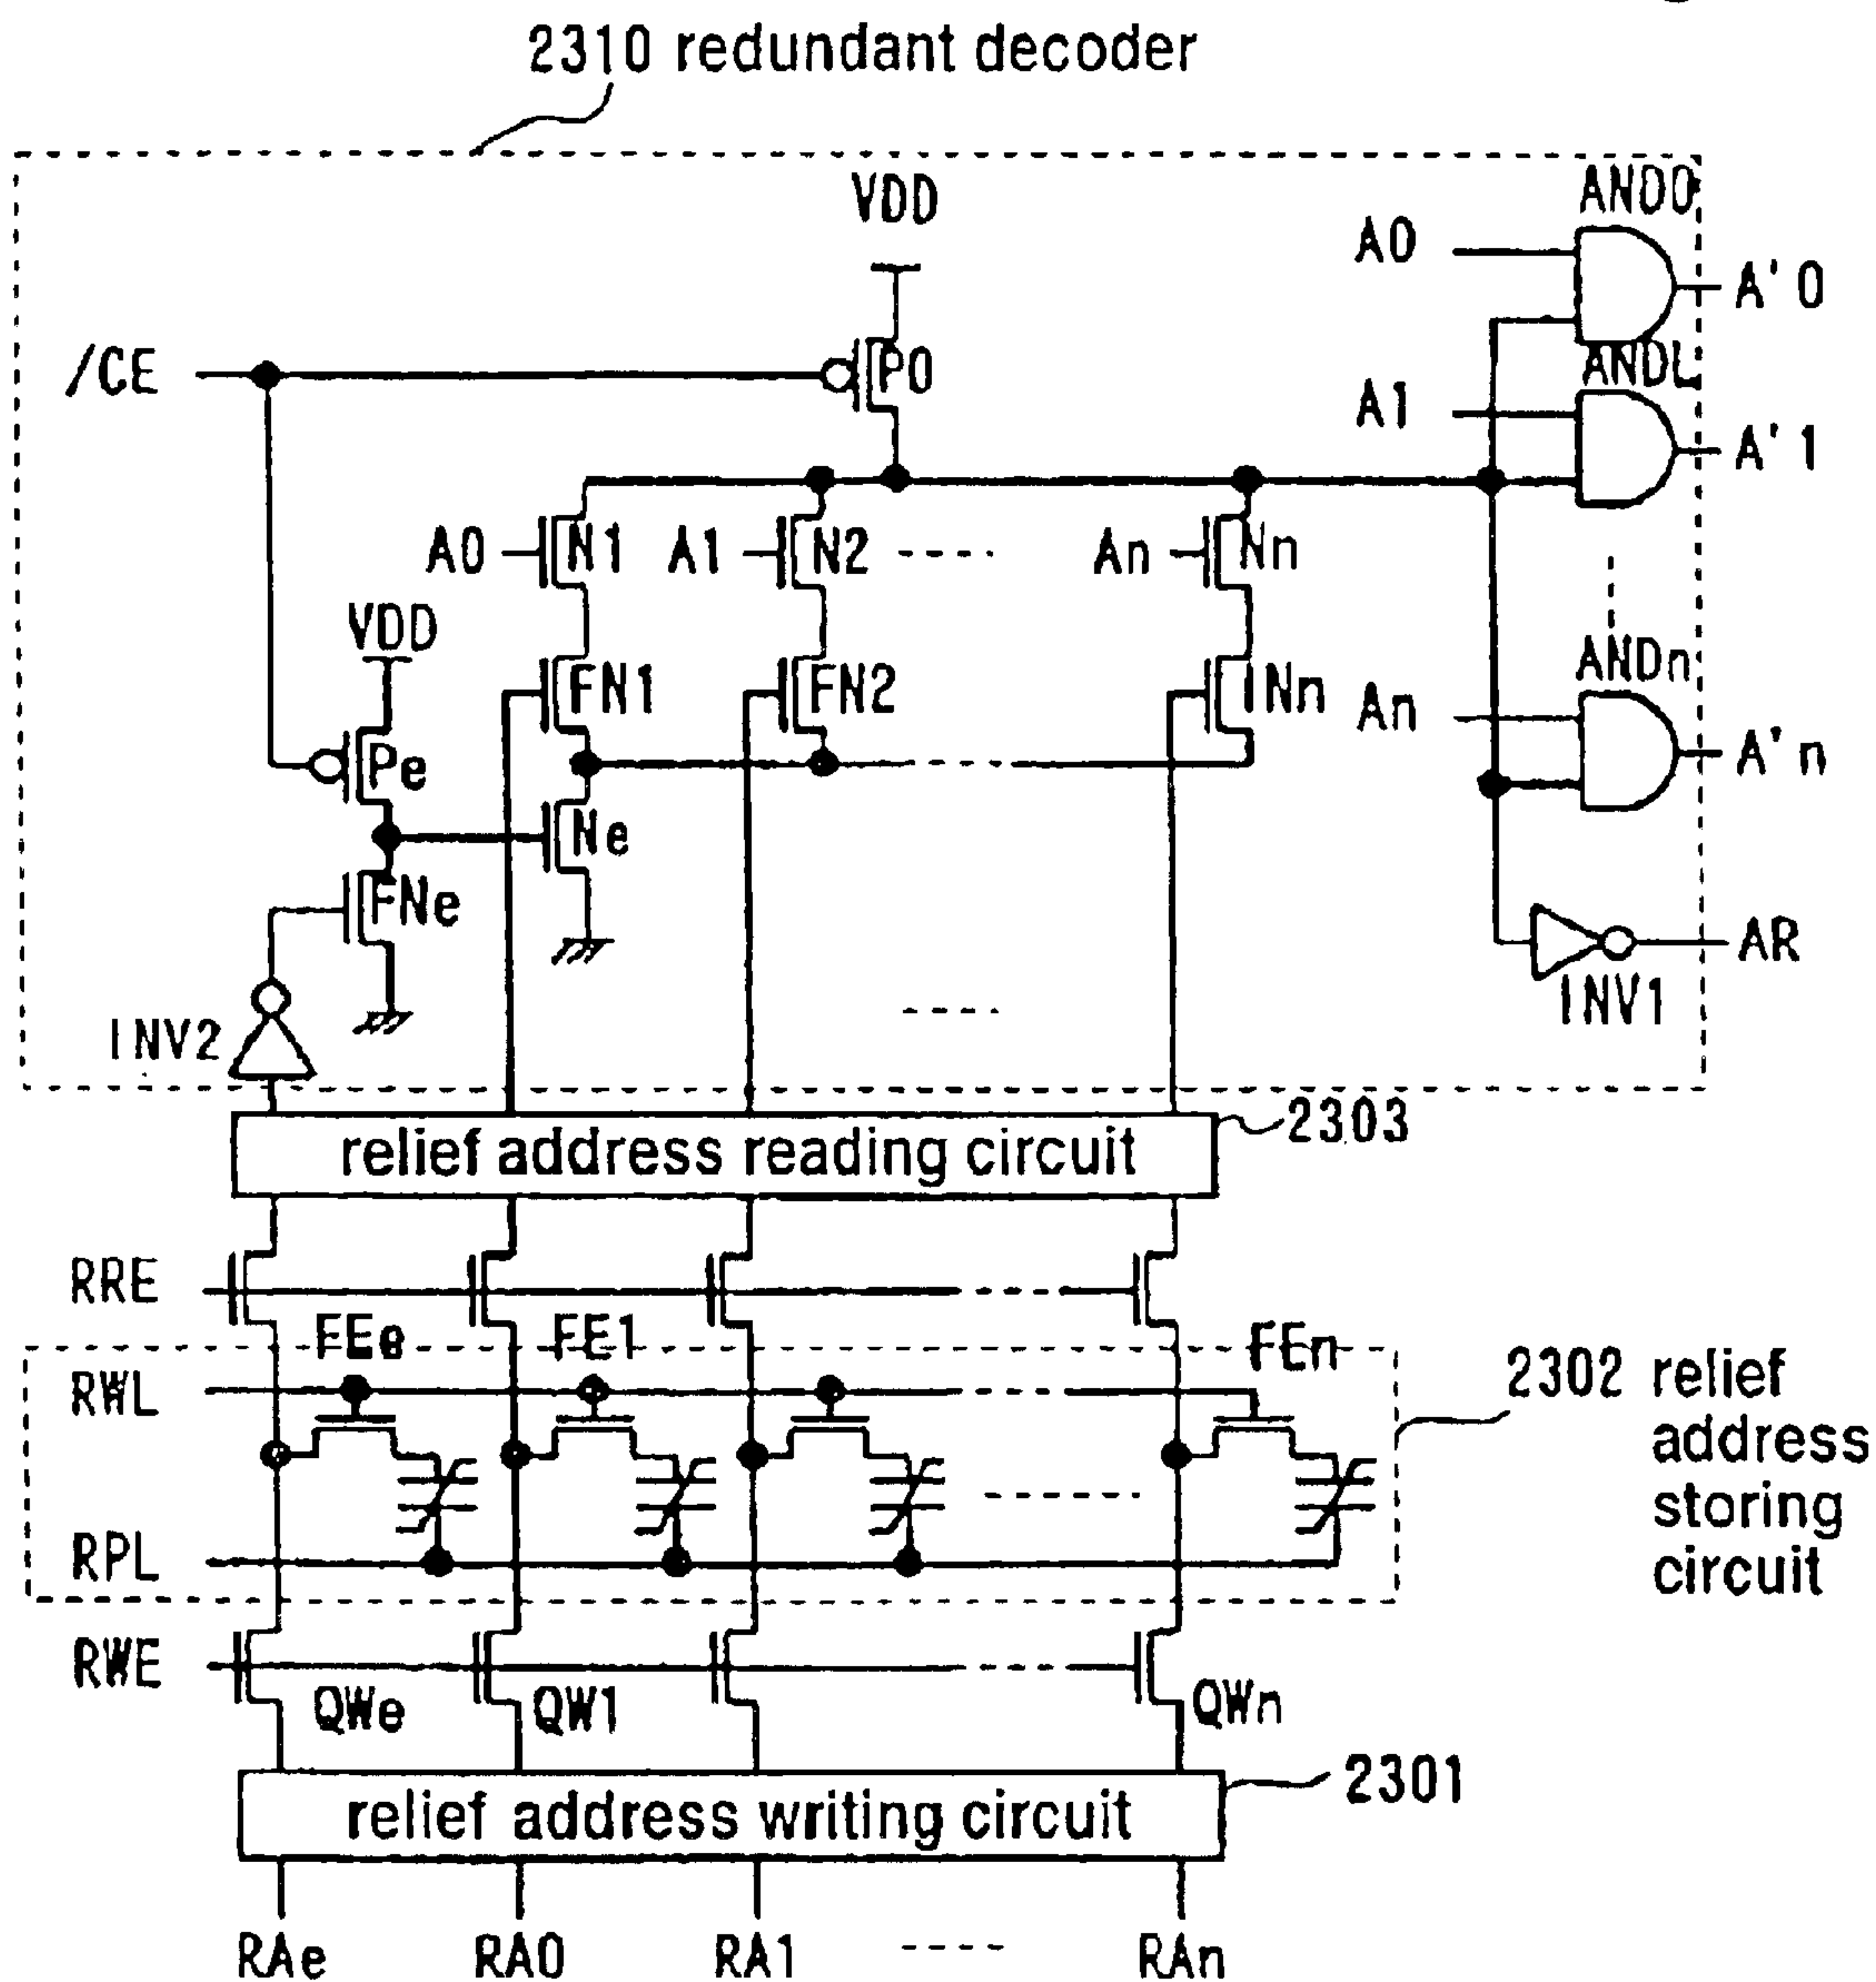 2310 redundant decoder
VDD
AND0
A0
A'0
/CE
P0
ANDL
A1
A'1
A0
N1
A1
N2
An
Nn
VDD
FN1
FN2
INn
ANDn
An
A'n
Pe
Ne
FNe
AR
INV1
INV2
2303
relief address reading circuit
RRE
FEe
FE1
FEn
RWL
2302 relief
address
storing
circuit
RPL
RWE
QWe
QW1
QWn
2301
relief address writing circuit
RAe
RA0
RA1
RAn